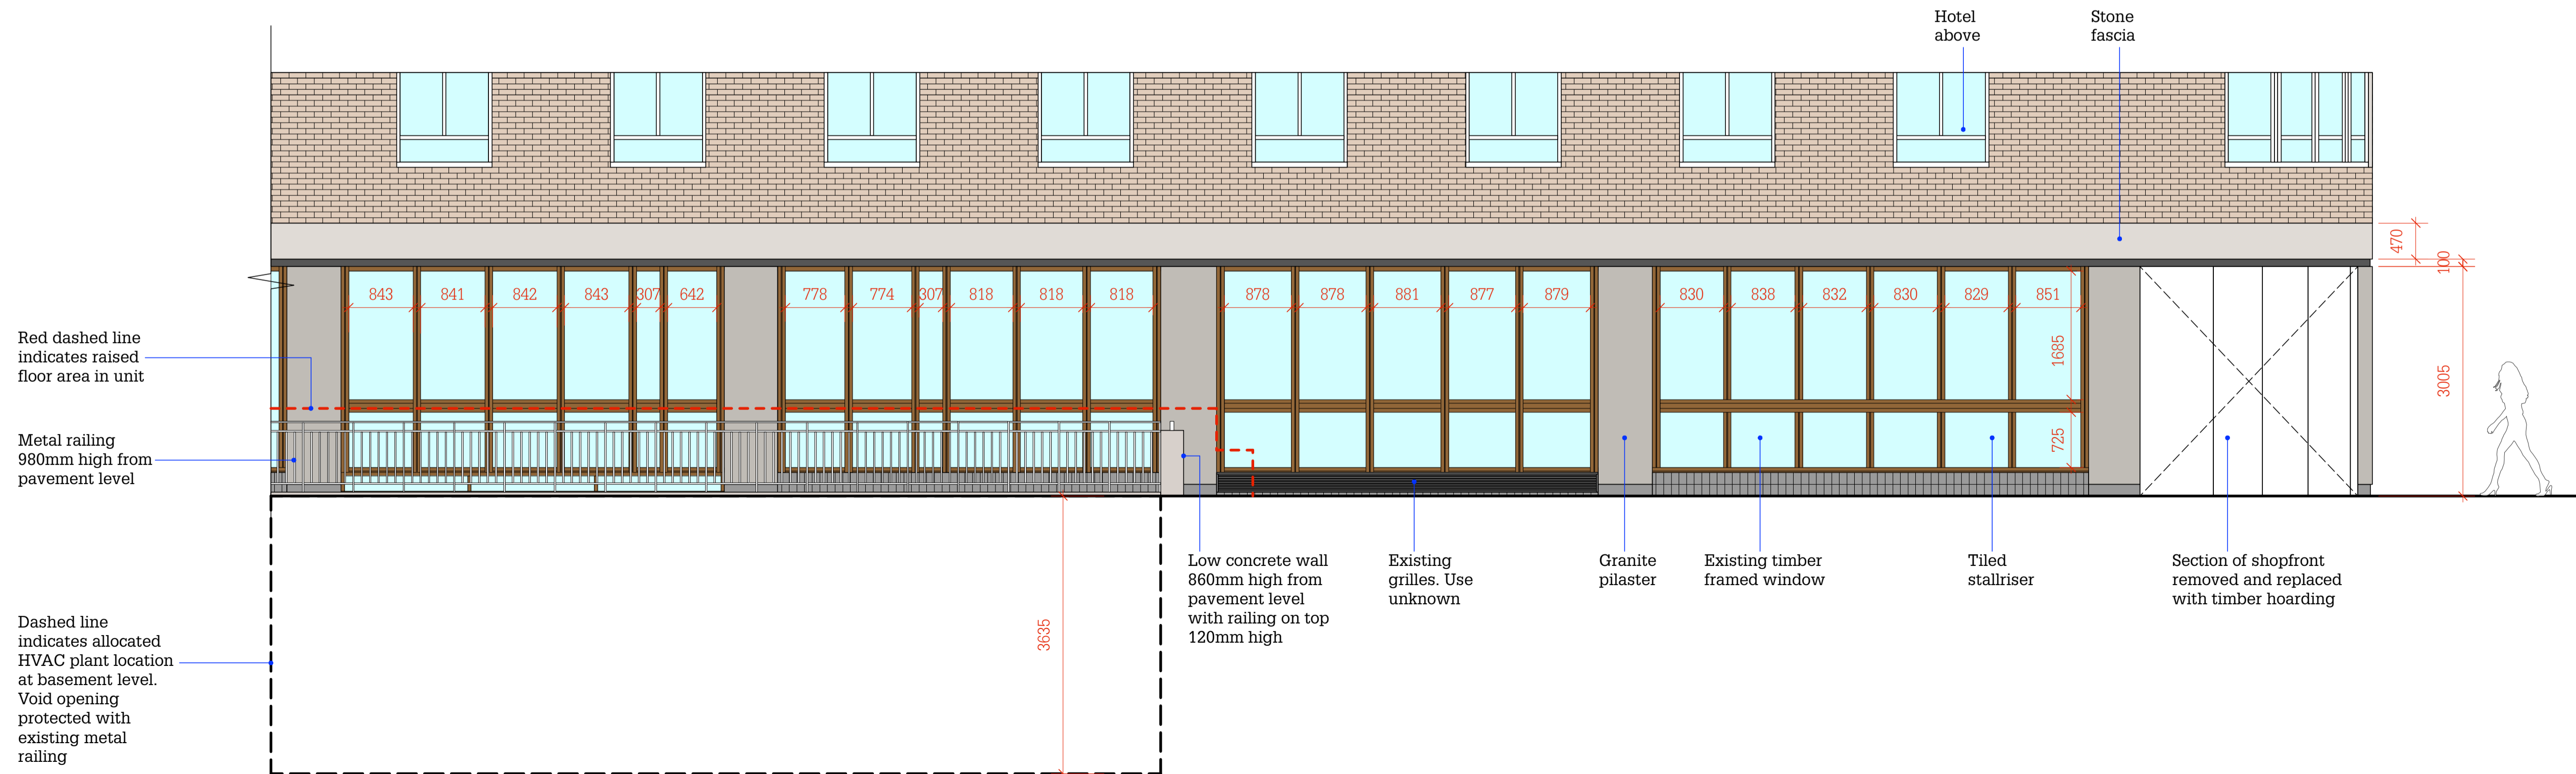 Hotel
above
Stone
fascia
470
100
843 841 842 843 307 642 778 774 307 818 818 818 878 878 881 877 879 830 838 832 830 829 851
1685
725
3005
Red dashed line
indicates raised
floor area in unit
Metal railing
980mm high from
pavement level
Low concrete wall
860mm high from
pavement level
with railing on top
120mm high
Existing
grilles. Use
unknown
Granite
pilaster
Existing timber
framed window
Tiled
stallriser
Section of shopfront
removed and replaced
with timber hoarding
3635
Dashed line
indicates allocated
HVAC plant location
at basement level.
Void opening
protected with
existing metal
railing